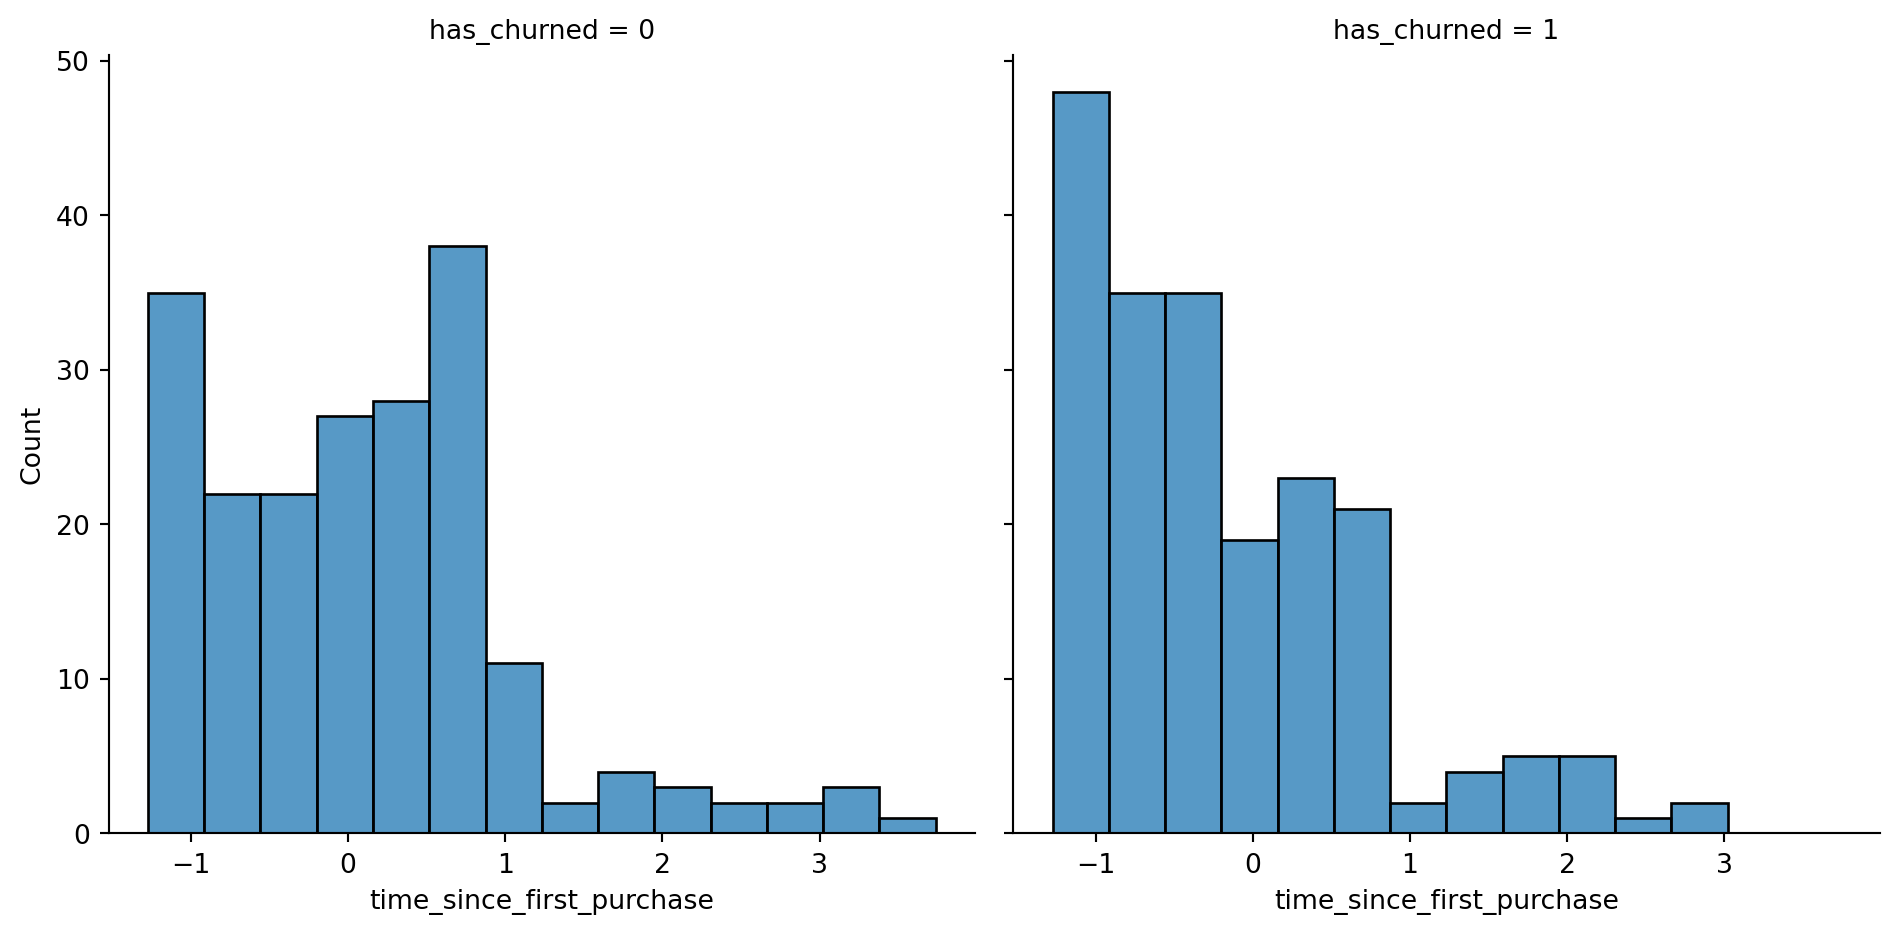 has_churned = 0
has_churned = 1
50
40
30
20
10
0
Count
−1 0 1 2 3
−1 0 1 2 3
time_since_first_purchase
time_since_first_purchase